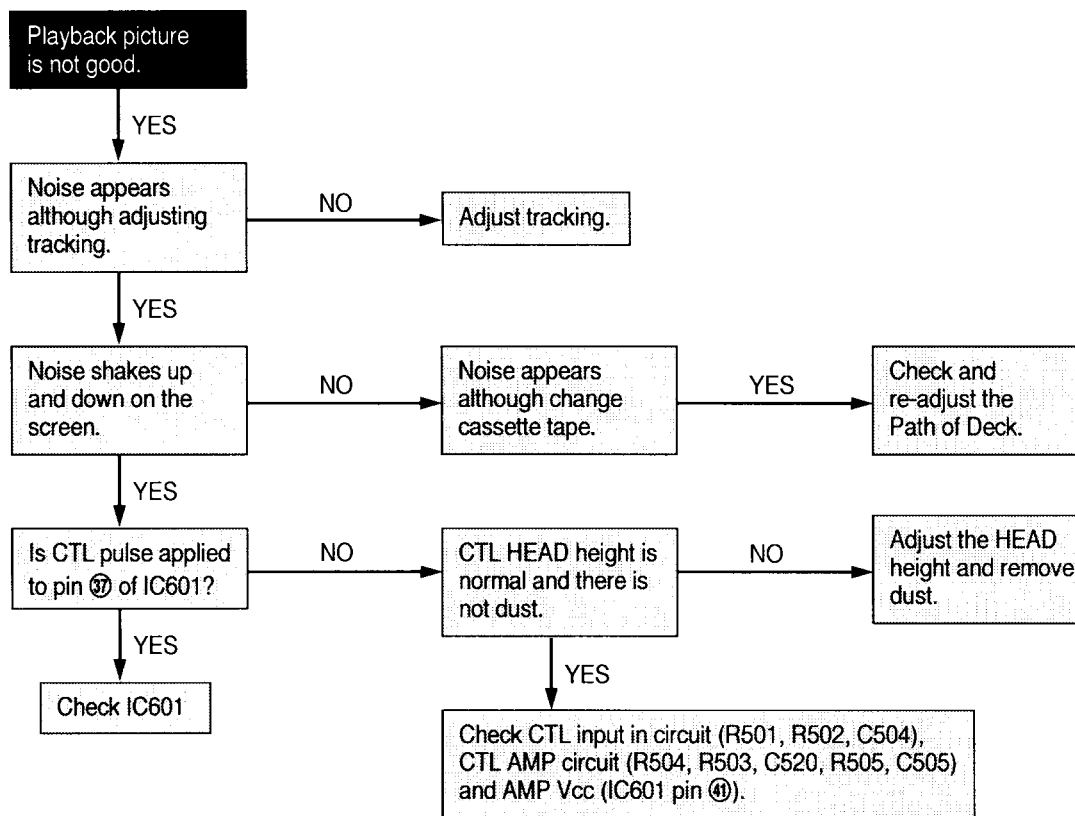 Playback picture
is not good.
YES
Noise appears
although adjusting
tracking.
NO
Adjust tracking.
YES
Noise shakes up
and down on the
screen.
NO
Noise appears
although change
cassette tape.
YES
Check and
re-adjust the
Path of Deck.
YES
Is CTL pulse applied
to pin ㊲ of IC601?
NO
CTL HEAD height is
normal and there is
not dust.
NO
Adjust the HEAD
height and remove
dust.
YES
Check IC601
YES
Check CTL input in circuit (R501, R502, C504),
CTL AMP circuit (R504, R503, C520, R505, C505)
and AMP Vcc (IC601 pin ㊶).